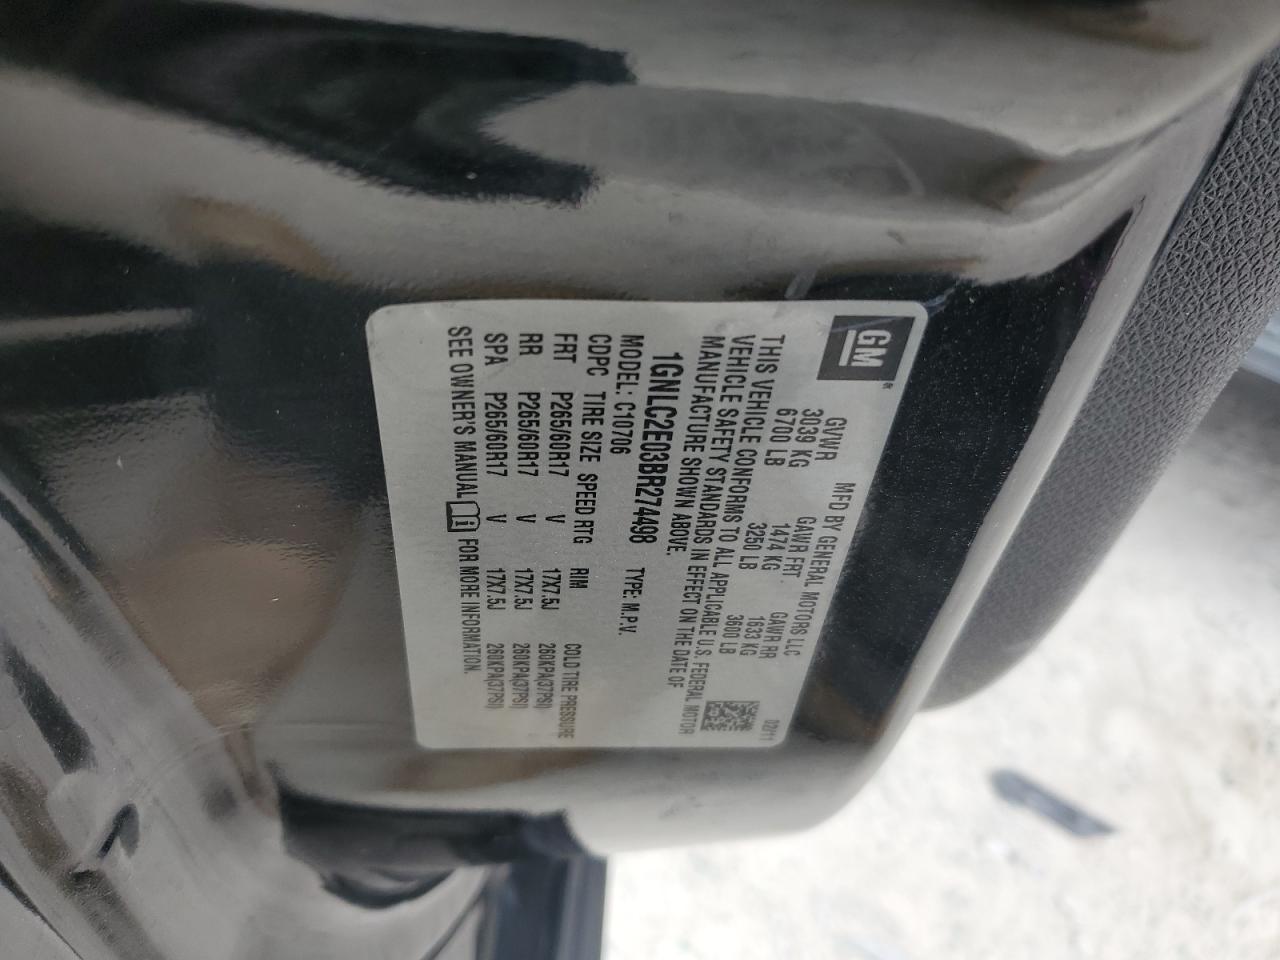 GM ®
MFD BY GENERAL MOTORS LLC 02/11
GVWR GAWR FRT. GAWR RR
3039 KG 1474 KG 1633 KG
6700 LB 3250 LB 3600 LB
THIS VEHICLE CONFORMS TO ALL APPLICABLE U.S. FEDERAL MOTOR
VEHICLE SAFETY STANDARDS IN EFFECT ON THE DATE OF
MANUFACTURE SHOWN ABOVE.
1GNLC2E03BR274498 TYPE: M.P.V.
MODEL: C10706
CDPC TIRE SIZE SPEED RTG RIM COLD TIRE PRESSURE
FRT P265/60R17 V 17X7.5J 260KPA(37PSI)
RR P265/60R17 V 17X7.5J 260KPA(37PSI)
SPA P265/60R17 V 17X7.5J 260KPA(37PSI)
SEE OWNER'S MANUAL FOR MORE INFORMATION.